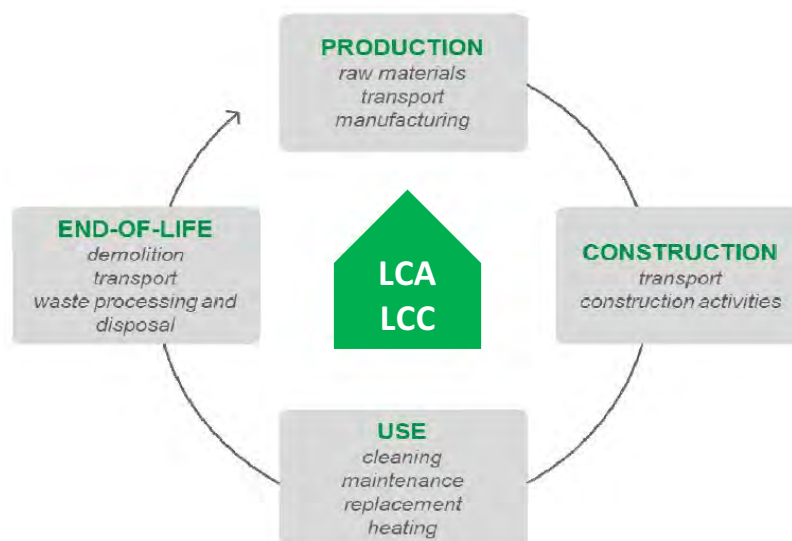 PRODUCTION
raw materials
transport
manufacturing
END-OF-LIFE
demolition
transport
waste processing and
disposal
LCA
LCC
CONSTRUCTION
transport
construction activities
USE
cleaning
maintenance
replacement
heating